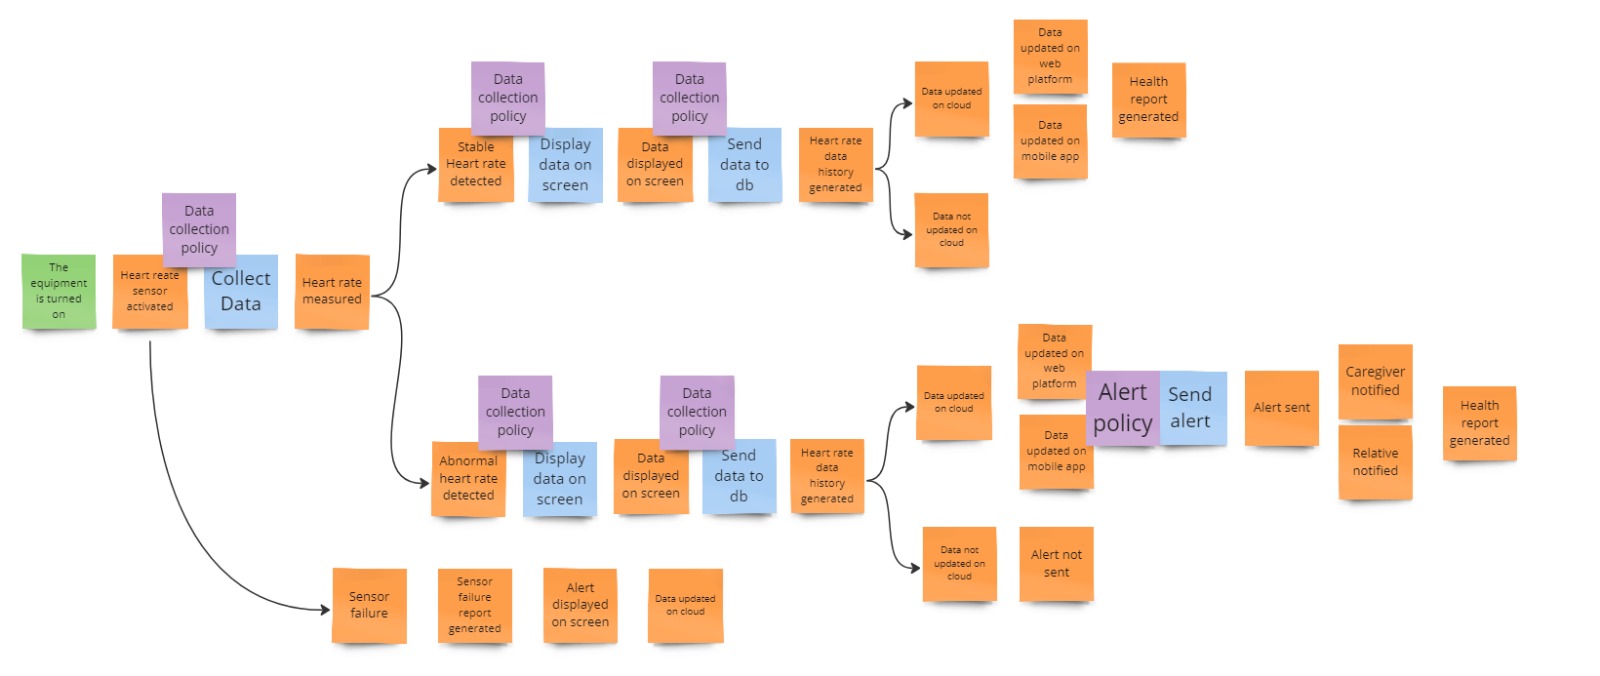 The
equipment
is turned
on
Data
collection
policy
Heart reate
sensor
activated
Collect
Data
Heart rate
measured
Data
collection
policy
Stable
Heart rate
detected
Display
data on
screen
Data
collection
policy
Data
displayed
on screen
Send
data to
db
Heart rate
data
history
generated
Data updated
on cloud
Data
updated on
web
platform
Data
updated on
mobile app
Health
report
generated
Data not
updated on
cloud
Data
collection
policy
Abnormal
heart rate
detected
Display
data on
screen
Data
collection
policy
Data
displayed
on screen
Send
data to
db
Heart rate
data
history
generated
Data updated
on cloud
Data
updated on
web
platform
Data
updated on
mobile app
Alert
policy
Send
alert
Alert sent
Caregiver
notified
Relative
notified
Health
report
generated
Data not
updated on
cloud
Alert not
sent
Sensor
failure
Sensor
failure
report
generated
Alert
displayed
on screen
Data updated
on cloud